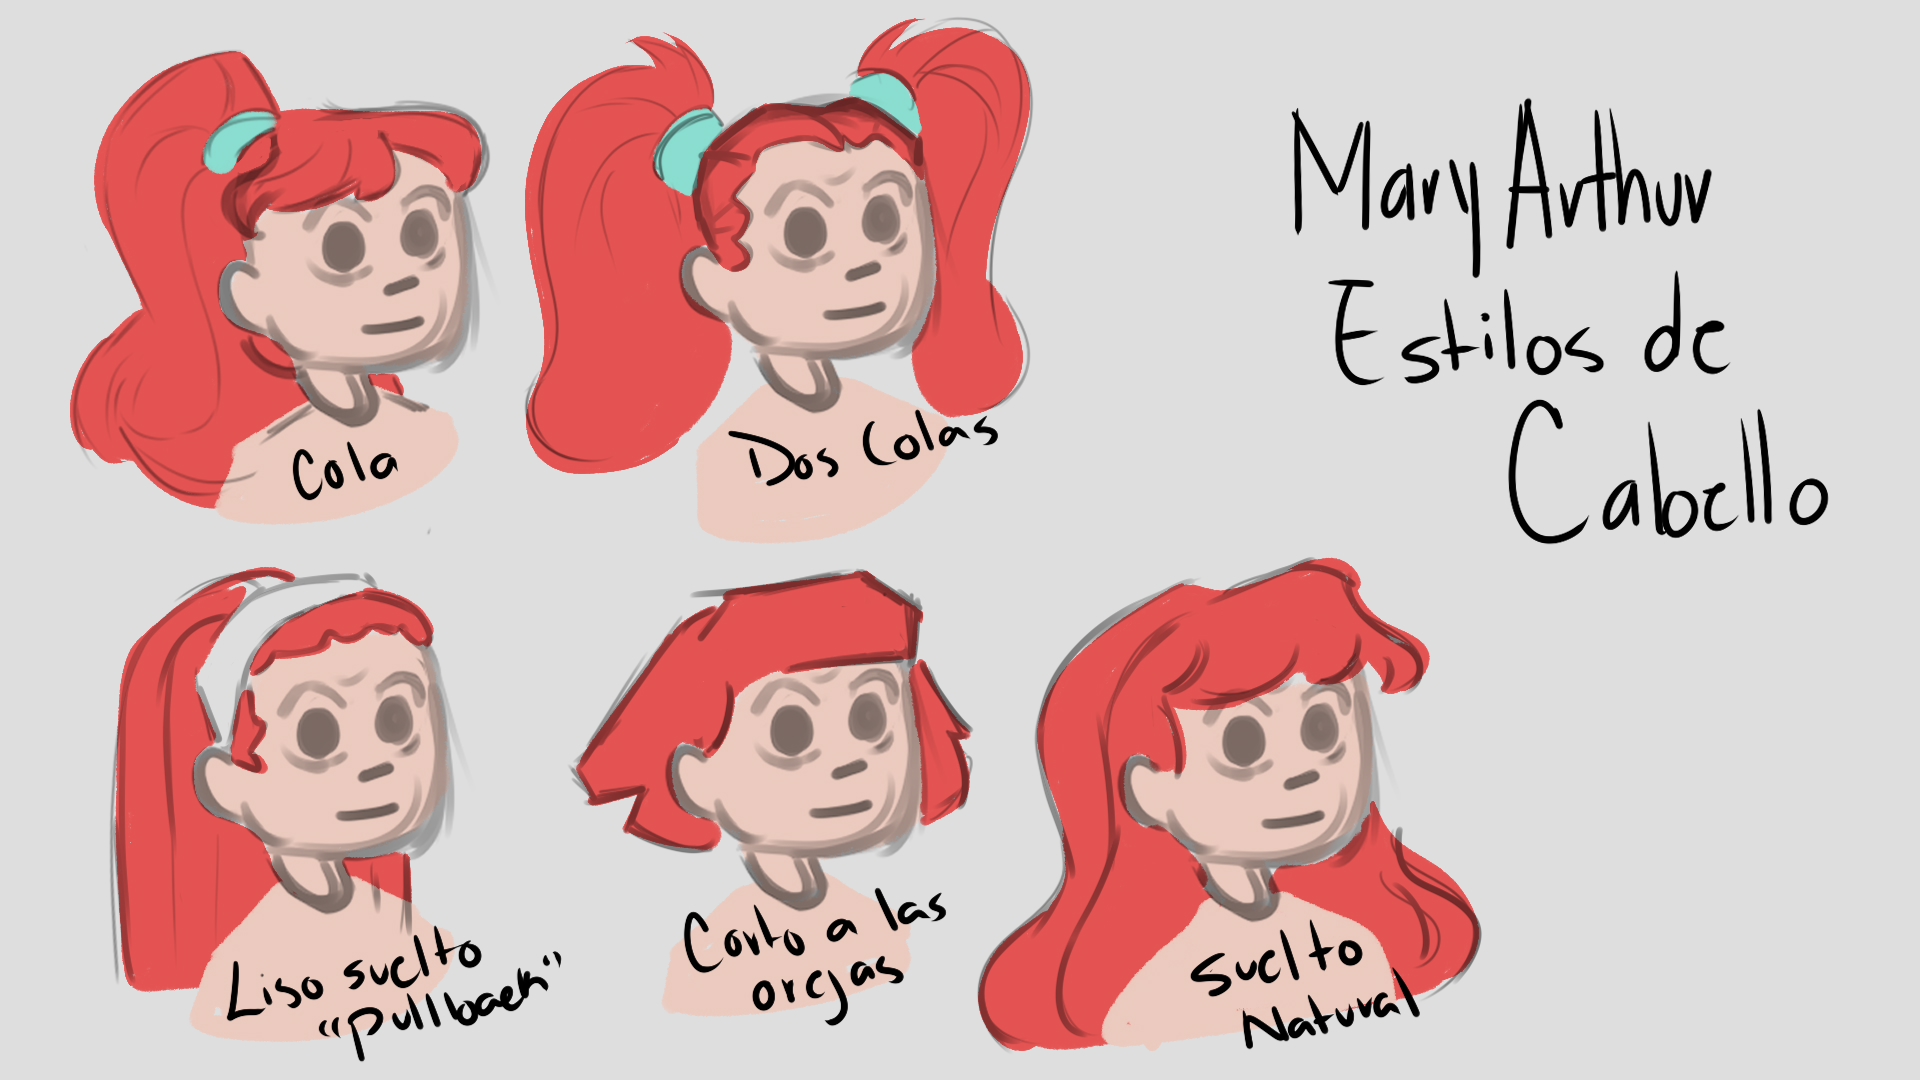 Mary Arthur
Estilos de
Cabello
Cola
Dos Colas
Liso suelto
"Pullback"
Corto a las
orejas
Suelto
Natural